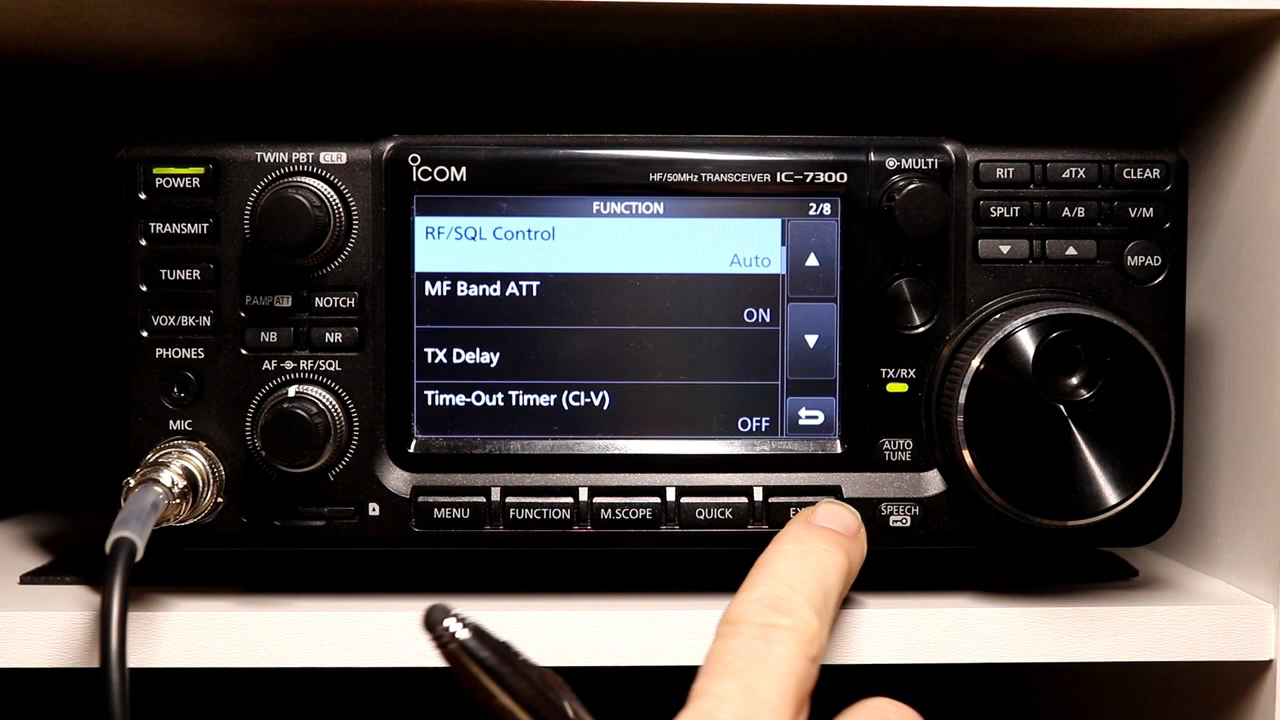 TWIN PBT CLR
POWER
TRANSMIT
TUNER
P.AMP ATT
NOTCH
VOX/BK-IN
NB
NR
PHONES
AF RF/SQL
MIC
ICOM
HF/50MHz TRANSCEIVER IC-7300
FUNCTION 2/8
RF/SQL Control
Auto
MF Band ATT
ON
TX Delay
Time-Out Timer (CI-V)
OFF
MENU
FUNCTION
M.SCOPE
QUICK
MULTI
RIT
⊿TX
CLEAR
SPLIT
A/B
V/M
MPAD
TX/RX
AUTO
TUNE
SPEECH